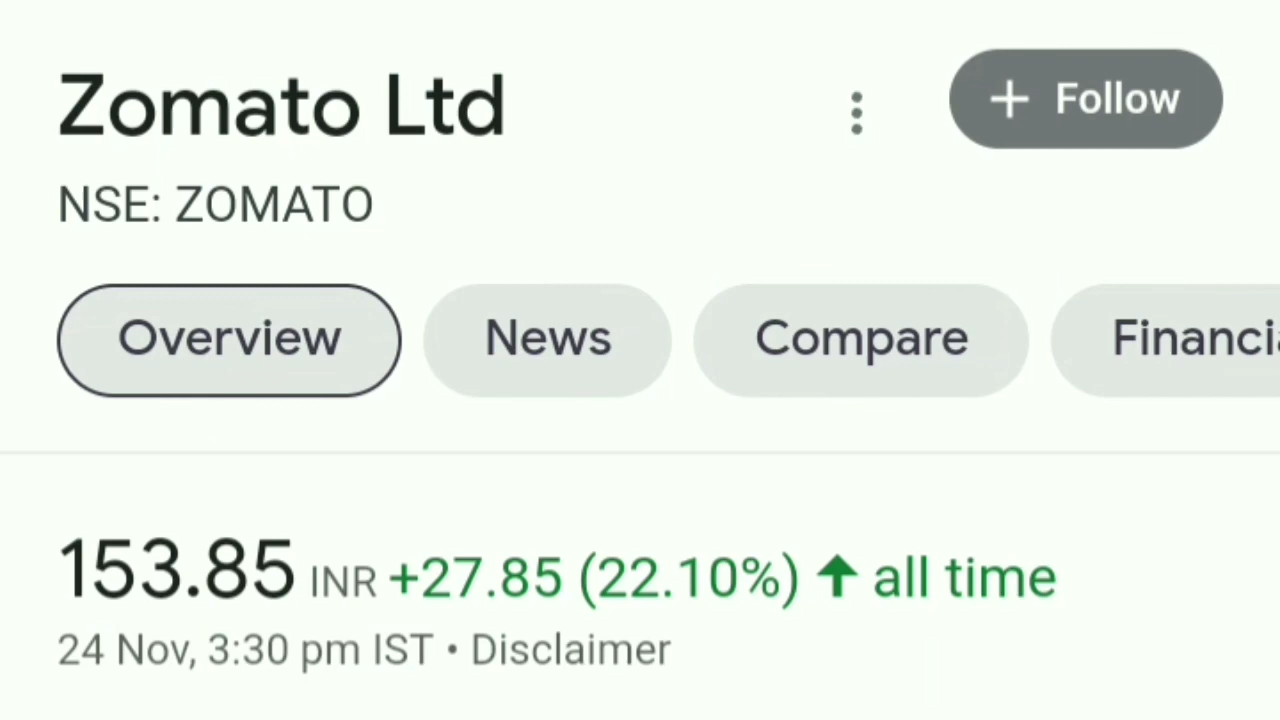 Zomato Ltd
+ Follow
NSE: ZOMATO
Overview News Compare
153.85 INR +27.85 (22.10%) ↑ all time
24 Nov, 3:30 pm IST • Disclaimer